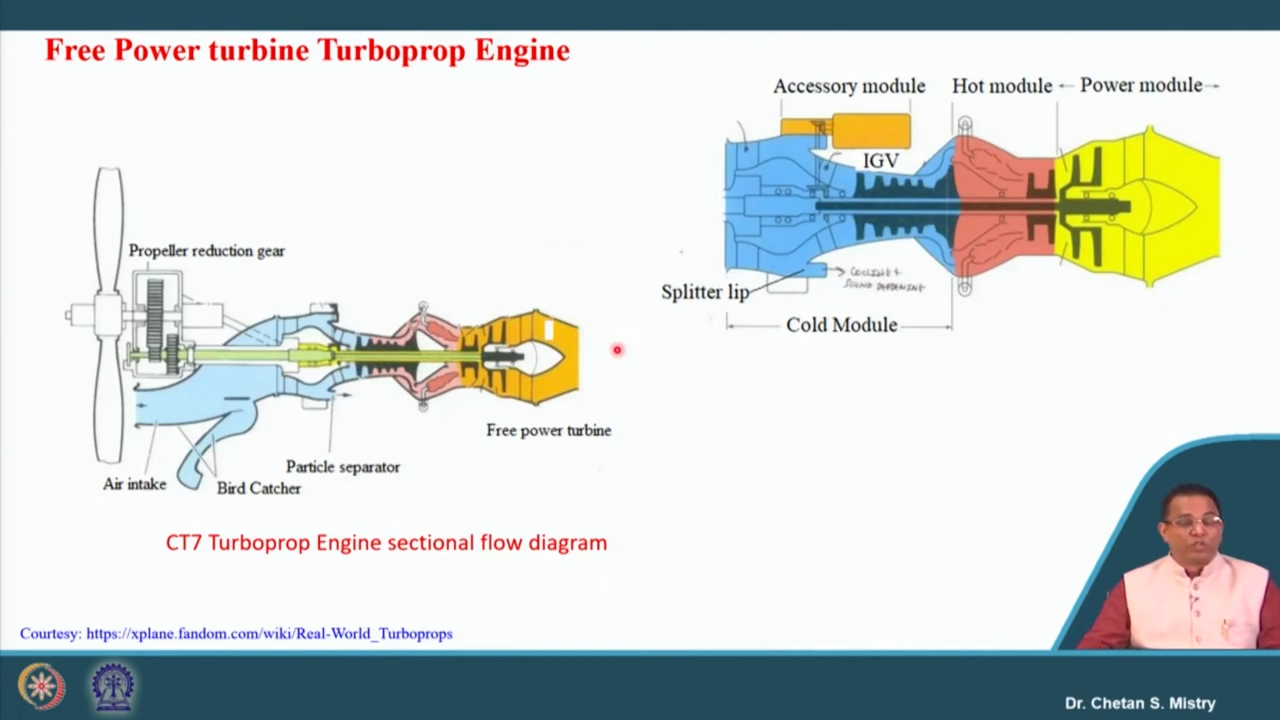 Free Power turbine Turboprop Engine
Accessory module
Hot module
Power module
IGV
Propeller reduction gear
COOLING +
Splitter lip
SOUND
Cold Module
Free power turbine
Particle separator
Air intake
Bird Catcher
CT7 Turboprop Engine sectional flow diagram
Courtesy: https://xplane.fandom.com/wiki/Real-World_Turboprops
Dr. Chetan S. Mistry